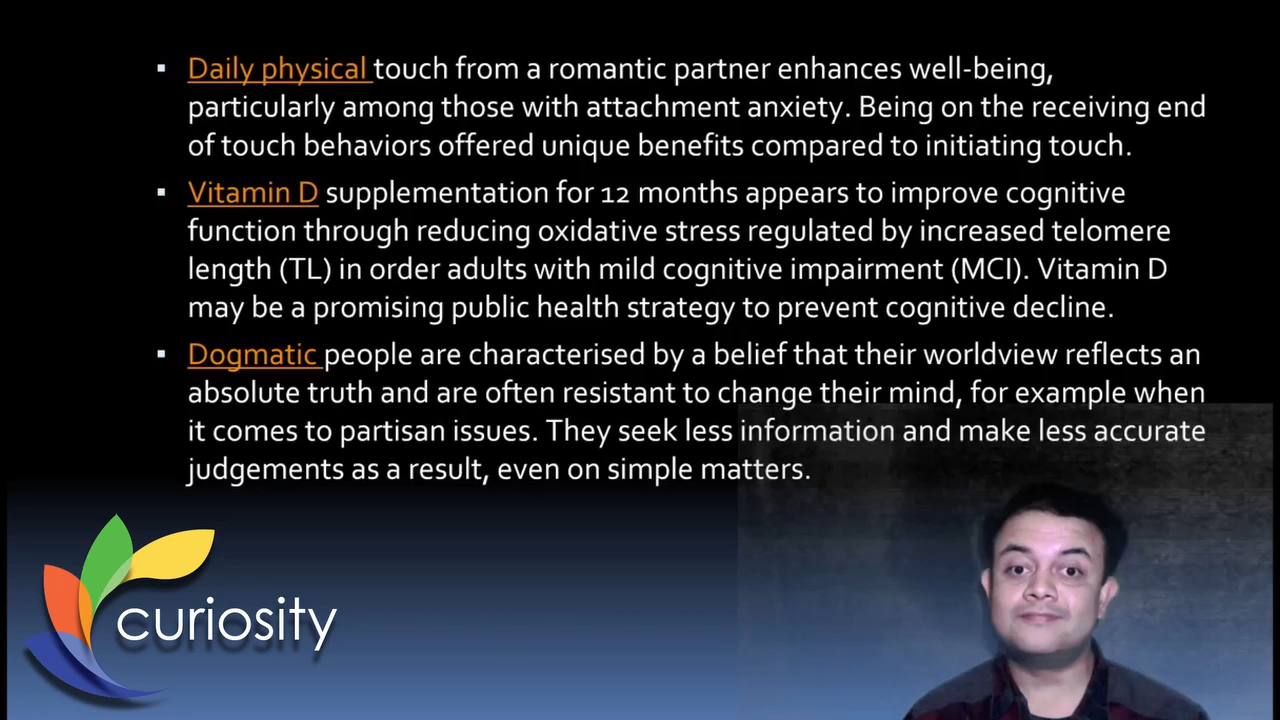 ▪ Daily physical touch from a romantic partner enhances well-being,
particularly among those with attachment anxiety. Being on the receiving end
of touch behaviors offered unique benefits compared to initiating touch.
▪ Vitamin D supplementation for 12 months appears to improve cognitive
function through reducing oxidative stress regulated by increased telomere
length (TL) in order adults with mild cognitive impairment (MCI). Vitamin D
may be a promising public health strategy to prevent cognitive decline.
▪ Dogmatic people are characterised by a belief that their worldview reflects an
absolute truth and are often resistant to change their mind, for example when
it comes to partisan issues. They seek less information and make less accurate
judgements as a result, even on simple matters.
curiosity